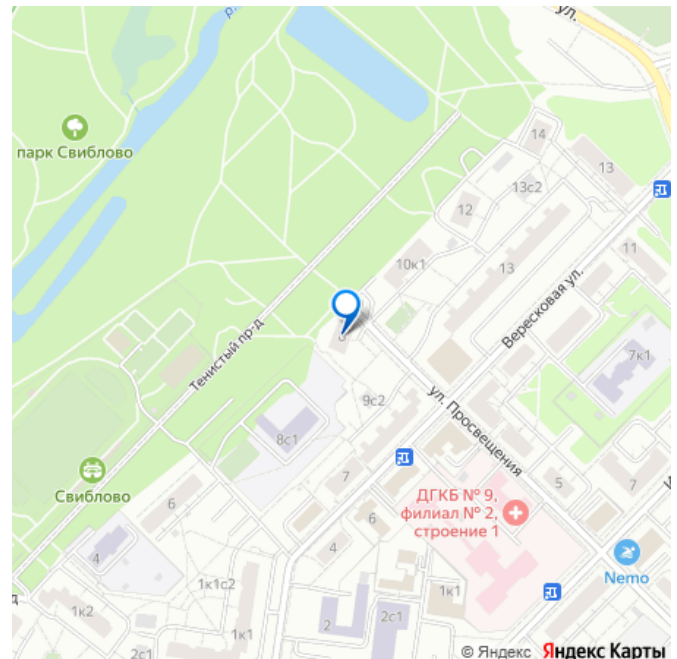 ул.
р.
парк Свиблово
14
13
13с2
12
10к1
13
11
Вересковая ул.
7к1
Тенистый пр-д
ул. Просвещения
9с2
8с1
Свиблово
7
6
6
4
4
5
7
ДГКБ № 9,
филиал № 2,
строение 1
Nemo
1к1с2
1к2
1к1
2с1
2
2с1
1к1
д
© Яндекс Яндекс Карты